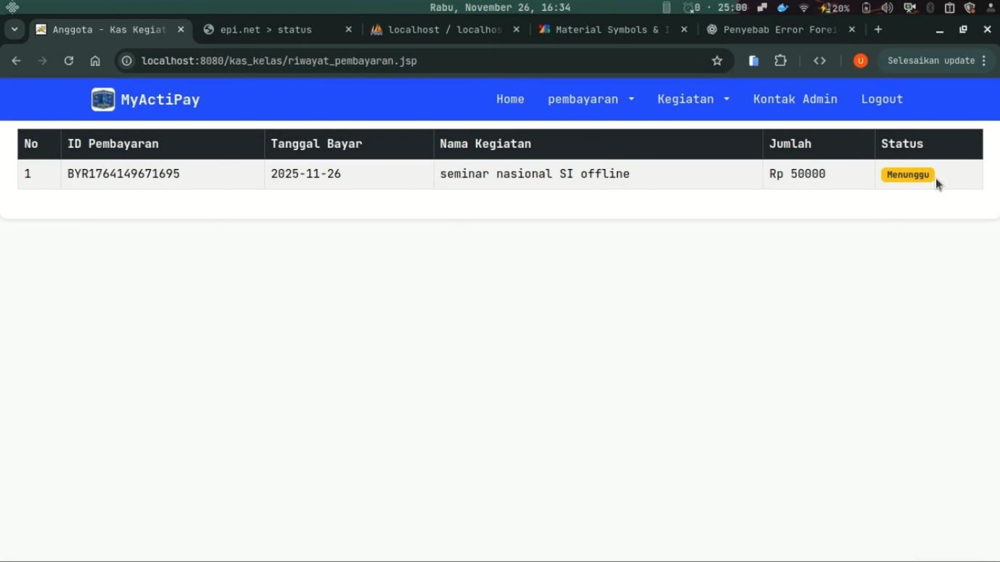 Rabu, November 26, 16:34
0 · 25:00
20%
Anggota - Kas Kegiat
epi.net > status
localhost / localhos
Material Symbols & I
Penyebab Error Forei
localhost:8080/kas_kelas/riwayat_pembayaran.jsp
U
Selesaikan update
MyActiPay
Home
pembayaran
Kegiatan
Kontak Admin
Logout
No ID Pembayaran Tanggal Bayar Nama Kegiatan Jumlah Status
1 BYR1764149671695 2025-11-26 seminar nasional SI offline Rp 50000 Menunggu